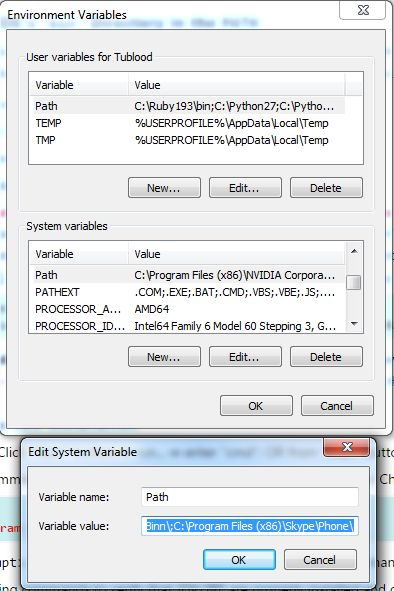 Environment Variables
User variables for Tublood
Variable Value
Path C:\Ruby193\bin;C:\Python27;C:\Pytho...
TEMP %USERPROFILE%\AppData\Local\Temp
TMP %USERPROFILE%\AppData\Local\Temp
New... Edit... Delete
System variables
Variable Value
Path C:\Program Files (x86)\NVIDIA Corpora...
PATHEXT .COM;.EXE;.BAT;.CMD;.VBS;.VBE;.JS;....
PROCESSOR_A... AMD64
PROCESSOR_ID... Intel64 Family 6 Model 60 Stepping 3, G...
New... Edit... Delete
OK Cancel
Edit System Variable
Variable name: Path
Variable value: Binn\;C:\Program Files (x86)\Skype\Phone\
OK Cancel